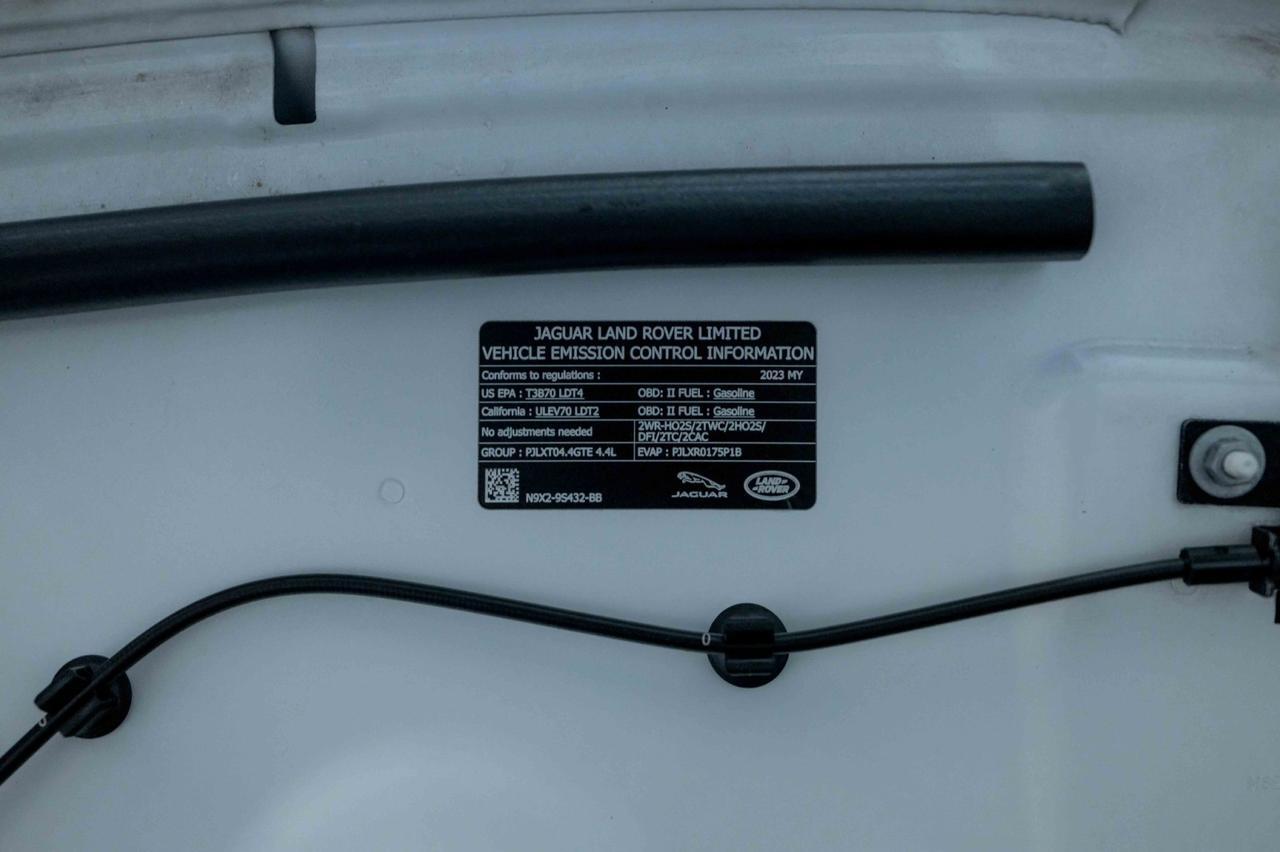 JAGUAR LAND ROVER LIMITED
VEHICLE EMISSION CONTROL INFORMATION
Conforms to regulations : 2023 MY
US EPA : T3B70 LDT4 OBD: II FUEL : Gasoline
California : ULEV70 LDT2 OBD: II FUEL : Gasoline
No adjustments needed 2WR-HO2S/2TWC/2HO2S/
DFI/2TC/2CAC
GROUP : PJLXT04.4GTE 4.4L EVAP : PJLXR0175P1B
N9X2-9S432-BB
JAGUAR
LAND ROVER
0